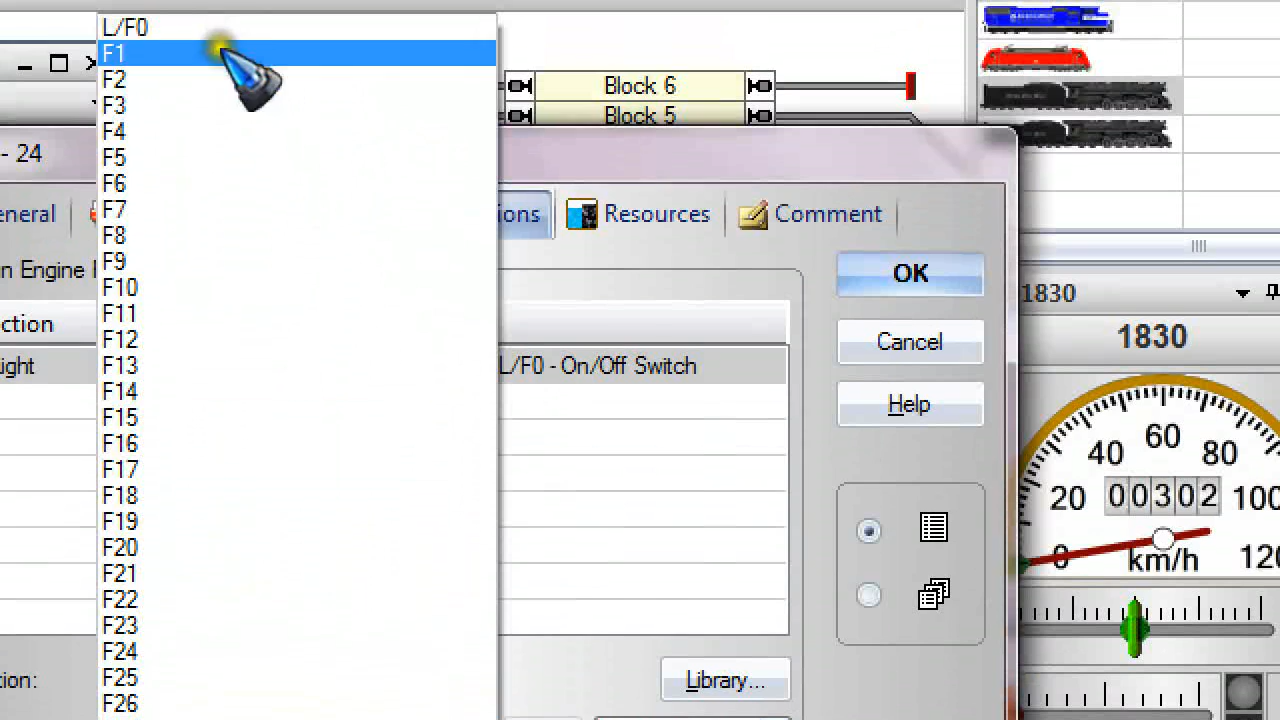 L/F0
F1
F2
F3
F4
F5
F6
F7
F8
F9
F10
F11
F12
F13
F14
F15
F16
F17
F18
F19
F20
F21
F22
F23
F24
F25
F26
Block 6
Block 5
- 24
eneral
ions
Resources
Comment
n Engine
ction
ight
L/F0 - On/Off Switch
tion:
Library...
OK
Cancel
Help
1830
1830
0
20
40
60
80
100
120
00302
km/h